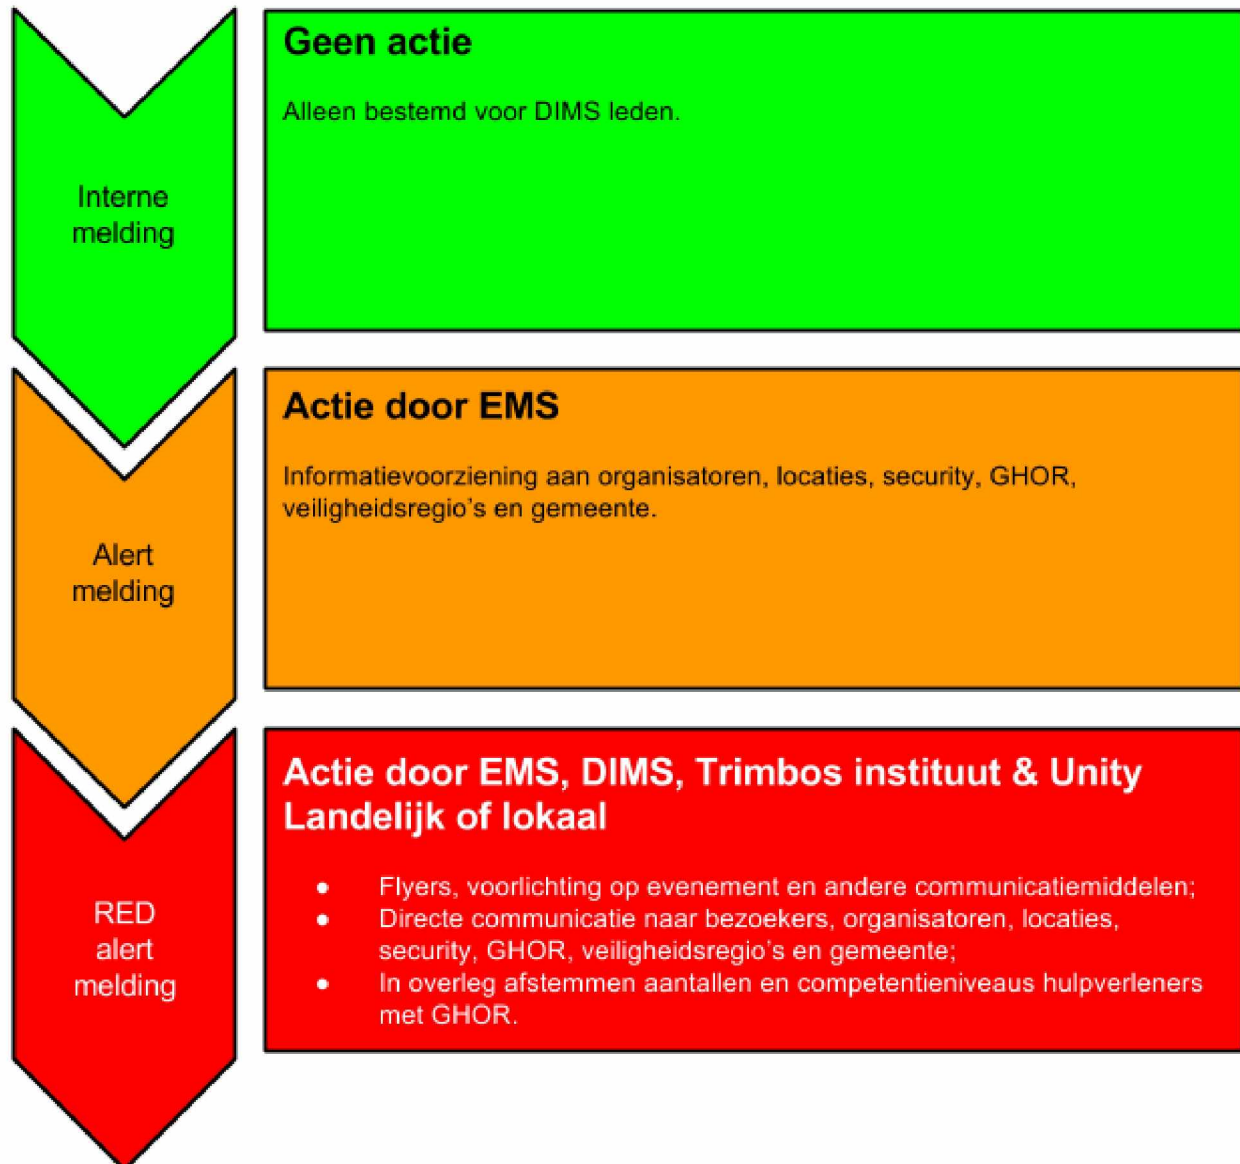 Geen actie
Alleen bestemd voor DIMS leden.
Interne
melding
Actie door EMS
Informatievoorziening aan organisatoren, locaties, security, GHOR,
veiligheidsregio's en gemeente.
Alert
melding
Actie door EMS, DIMS, Trimbos instituut & Unity
Landelijk of lokaal
● Flyers, voorlichting op evenement en andere communicatiemiddelen;
● Directe communicatie naar bezoekers, organisatoren, locaties,
security, GHOR, veiligheidsregio's en gemeente;
● In overleg afstemmen aantallen en competentieniveaus hulpverleners
met GHOR.
RED
alert
melding